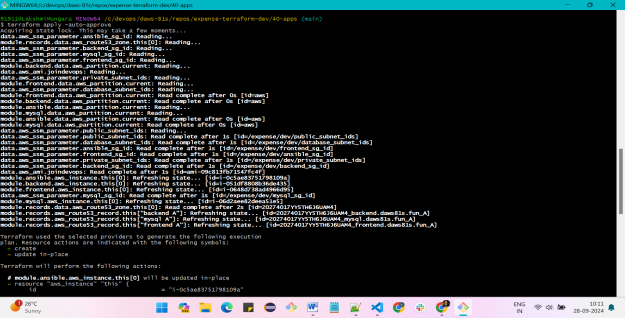 MINGW64:/c/devops/daws-81s/repos/expense-terraform-dev/40-apps
MINGW64 /c/devops/daws-81s/repos/expense-terraform-dev/40-apps (main)
$ terraform apply -auto-approve
Acquiring state lock. This may take a few moments...
data.aws_ssm_parameter.ansible_sg_id: Reading...
module.records.data.aws_route53_zone.this[0]: Reading...
data.aws_ssm_parameter.backend_sg_id: Reading...
data.aws_ssm_parameter.mysql_sg_id: Reading...
data.aws_ssm_parameter.frontend_sg_id: Reading...
module.backend.data.aws_partition.current: Reading...
module.mysql.data.aws_partition.current: Reading...
module.ansible.data.aws_partition.current: Reading...
data.aws_ami.joindevops: Reading...
data.aws_ssm_parameter.private_subnet_ids: Reading...
module.frontend.data.aws_partition.current: Reading...
data.aws_ssm_parameter.database_subnet_ids: Reading...
module.frontend.data.aws_partition.current: Read complete after 0s [id=aws]
module.backend.data.aws_partition.current: Read complete after 0s [id=aws]
module.ansible.data.aws_partition.current: Read complete after 0s [id=aws]
module.mysql.data.aws_partition.current: Read complete after 0s [id=aws]
data.aws_ssm_parameter.public_subnet_ids: Reading...
data.aws_ssm_parameter.public_subnet_ids: Read complete after 1s [id=/expense/dev/public_subnet_ids]
data.aws_ssm_parameter.database_subnet_ids: Read complete after 1s [id=/expense/dev/database_subnet_ids]
data.aws_ssm_parameter.ansible_sg_id: Read complete after 1s [id=/expense/dev/ansible_sg_id]
data.aws_ssm_parameter.frontend_sg_id: Read complete after 1s [id=/expense/dev/frontend_sg_id]
data.aws_ssm_parameter.private_subnet_ids: Read complete after 1s [id=/expense/dev/private_subnet_ids]
data.aws_ssm_parameter.backend_sg_id: Read complete after 1s [id=/expense/dev/backend_sg_id]
data.aws_ami.joindevops: Read complete after 1s [id=ami-09c813fb71547fc4f]
module.ansible.aws_instance.this[0]: Refreshing state... [id=i-0c5ae83751798109a]
module.backend.aws_instance.this[0]: Refreshing state...
module.frontend.aws_instance.this[0]: Refreshing state...
data.aws_ssm_parameter.mysql_sg_id: Read complete after 1s [id=/expense/dev/mysql_sg_id]
module.mysql.aws_instance.this[0]: Refreshing state...
module.records.data.aws_route53_zone.this[0]: Read complete after 2s
module.records.aws_route53_record.this["backend A"]: Refreshing state...
module.records.aws_route53_record.this["mysql A"]: Refreshing state...
module.records.aws_route53_record.this["frontend A"]: Refreshing state...
Terraform used the selected providers to generate the following execution
plan. Resource actions are indicated with the following symbols:
+ create
~ update in-place
Terraform will perform the following actions:
# module.ansible.aws_instance.this[0] will be updated in-place
~ resource "aws_instance" "this" {
id = "i-0c5ae83751798109a"
26°C
Sunny
ENG
IN
10:11
28-09-2024